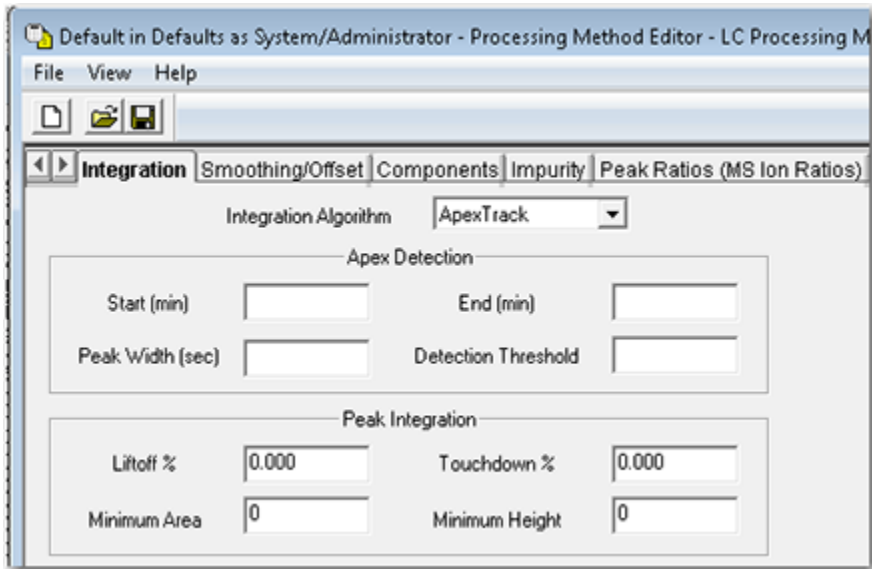 Default in Defaults as System/Administrator - Processing Method Editor - LC Processing M
File View Help
Integration Smoothing/Offset Components Impurity Peak Ratios (MS Ion Ratios)
Integration Algorithm ApexTrack
Apex Detection
Start (min) End (min)
Peak Width (sec) Detection Threshold
Peak Integration
Liftoff % 0.000 Touchdown % 0.000
Minimum Area 0 Minimum Height 0